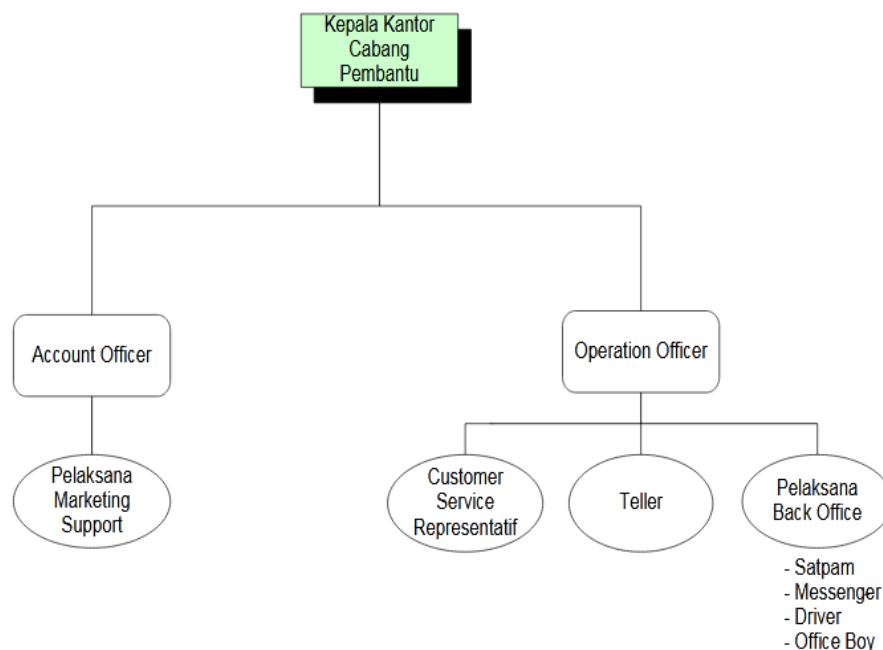 Kepala Kantor
Cabang
Pembantu
Account Officer
Operation Officer
Pelaksana
Marketing
Support
Customer
Service
Representatif
Teller
Pelaksana
Back Office
- Satpam
- Messenger
- Driver
- Office Boy